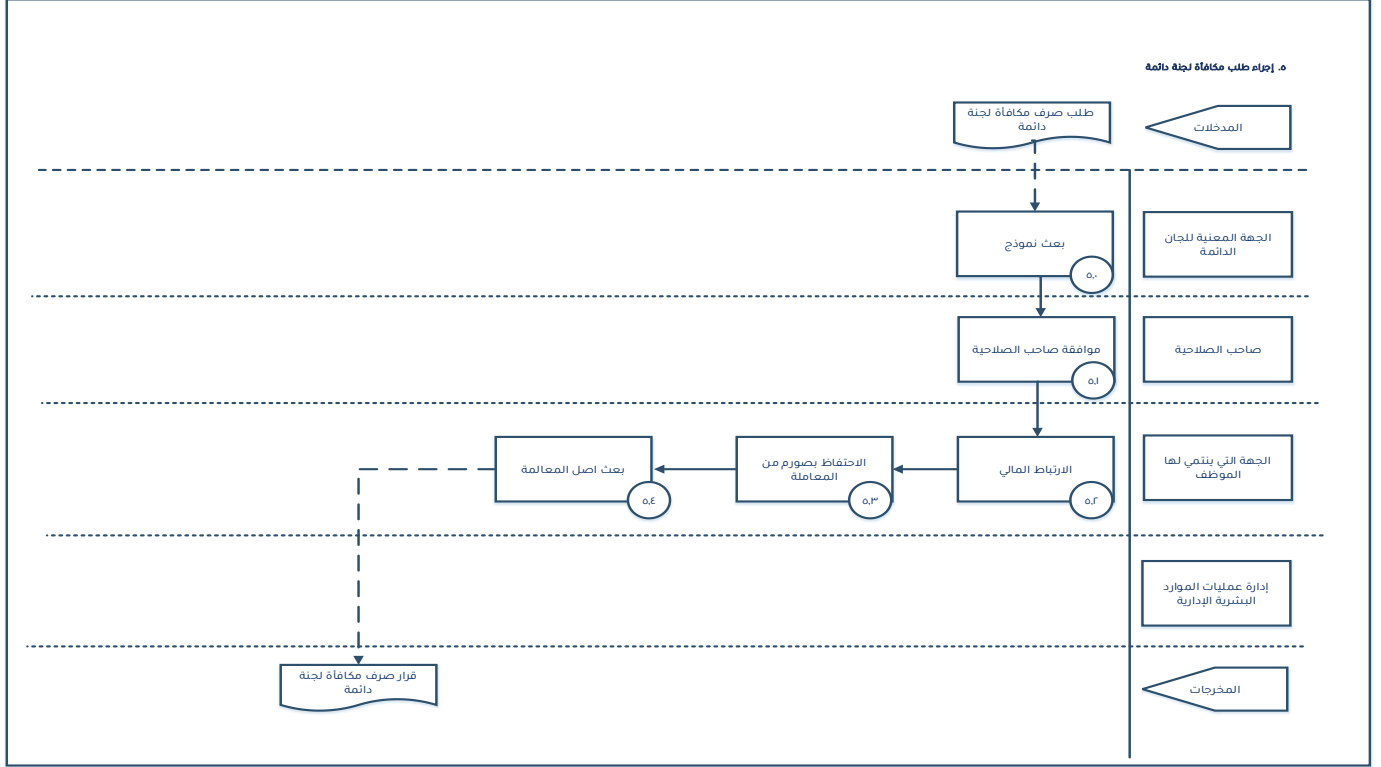 ٥. إجراء طلب مكافأة لجنة دائمة
المدخلات
طلب صرف مكافأة لجنة
دائمة
الجهة المعنية للجان
الدائمة
بعث نموذج
٥,٠
صاحب الصلاحية
موافقة صاحب الصلاحية
٥,١
الجهة التي ينتمي لها
الموظف
الارتباط المالي
٥,٢
الاحتفاظ بصورم من
المعاملة
٥,٣
بعث اصل المعالمة
٥,٤
إدارة عمليات الموارد
البشرية الإدارية
المخرجات
قرار صرف مكافأة لجنة
دائمة